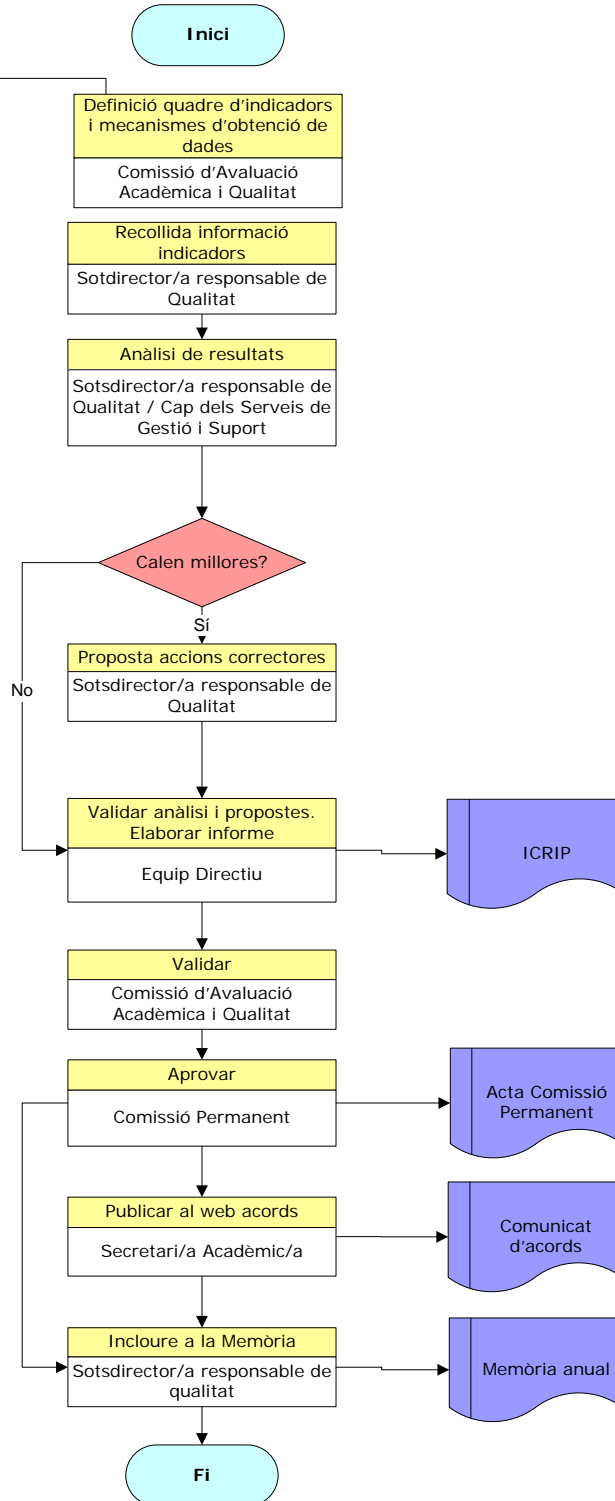 Inici
Definició quadre d'indicadors
i mecanismes d'obtenció de
dades
Comissió d'Avaluació
Acadèmica i Qualitat
Recollida informació
indicadors
Sotdirector/a responsable de
Qualitat
Anàlisi de resultats
Sotsdirector/a responsable de
Qualitat / Cap dels Serveis de
Gestió i Suport
Calen millores?
Sí
No
Proposta accions correctores
Sotsdirector/a responsable de
Qualitat
Validar anàlisi i propostes.
Elaborar informe
Equip Directiu
ICRIP
Validar
Comissió d'Avaluació
Acadèmica i Qualitat
Aprovar
Comissió Permanent
Acta Comissió
Permanent
Publicar al web acords
Secretari/a Acadèmic/a
Comunicat
d'acords
Incloure a la Memòria
Sotsdirector/a responsable de
qualitat
Memòria anual
Fi